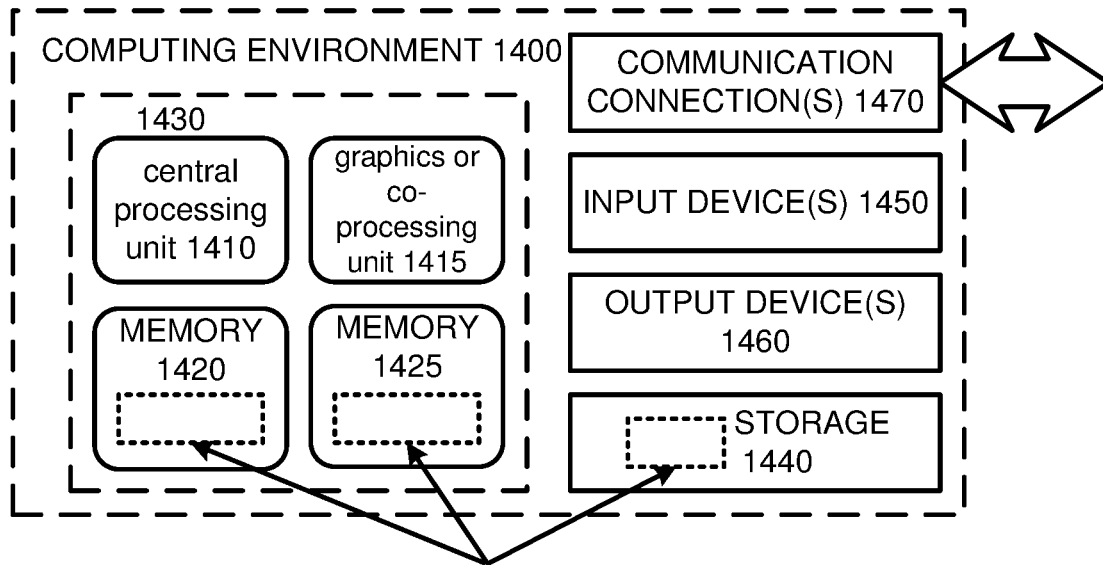 COMPUTING ENVIRONMENT 1400
1430
central
processing
unit 1410
graphics or
co-
processing
unit 1415
MEMORY
1420
MEMORY
1425
COMMUNICATION
CONNECTION(S) 1470
INPUT DEVICE(S) 1450
OUTPUT DEVICE(S)
1460
STORAGE
1440